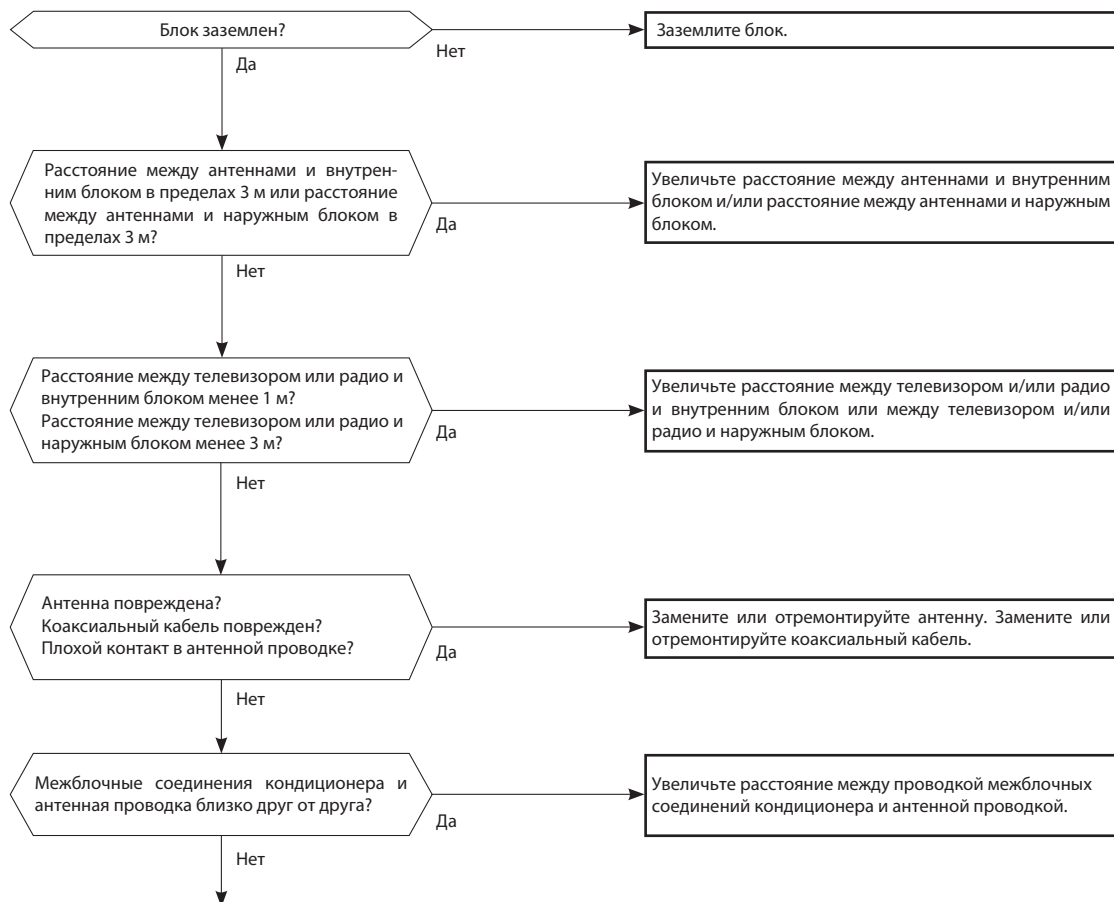 Блок заземлен?
Заземлите блок.
Нет
Да
Расстояние между антеннами и внутрен-
ним блоком в пределах 3 м или расстояние
между антеннами и наружным блоком в
пределах 3 м?
Увеличьте расстояние между антеннами и внутренним
блоком и/или расстояние между антеннами и наружным
блоком.
Да
Нет
Расстояние между телевизором или радио и
внутренним блоком менее 1 м?
Расстояние между телевизором или радио и
наружным блоком менее 3 м?
Увеличьте расстояние между телевизором и/или радио
и внутренним блоком или между телевизором и/или
радио и наружным блоком.
Да
Нет
Антенна повреждена?
Коаксиальный кабель поврежден?
Плохой контакт в антенной проводке?
Замените или отремонтируйте антенну. Замените или
отремонтируйте коаксиальный кабель.
Да
Нет
Межблочные соединения кондиционера и
антенная проводка близко друг от друга?
Увеличьте расстояние между проводкой межблочных
соединений кондиционера и антенной проводкой.
Да
Нет